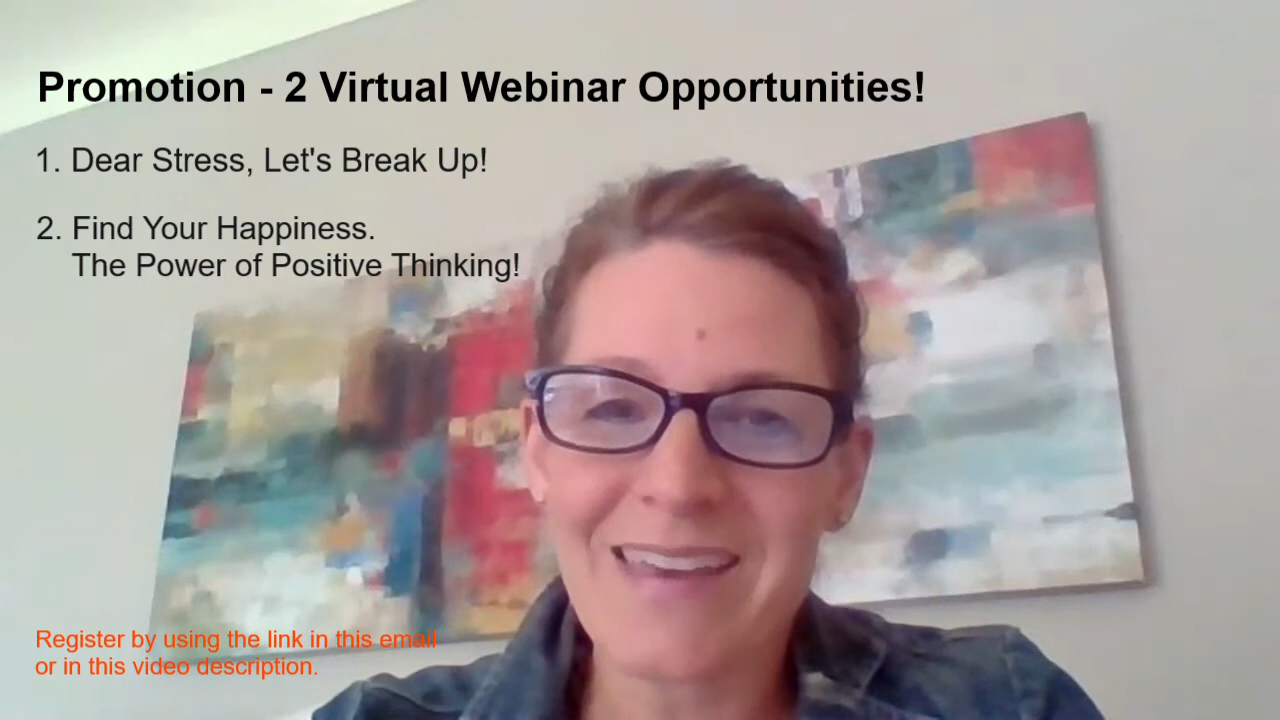 Promotion - 2 Virtual Webinar Opportunities!
1. Dear Stress, Let's Break Up!
2. Find Your Happiness.
The Power of Positive Thinking!
Register by using the link in this email
or in this video description.